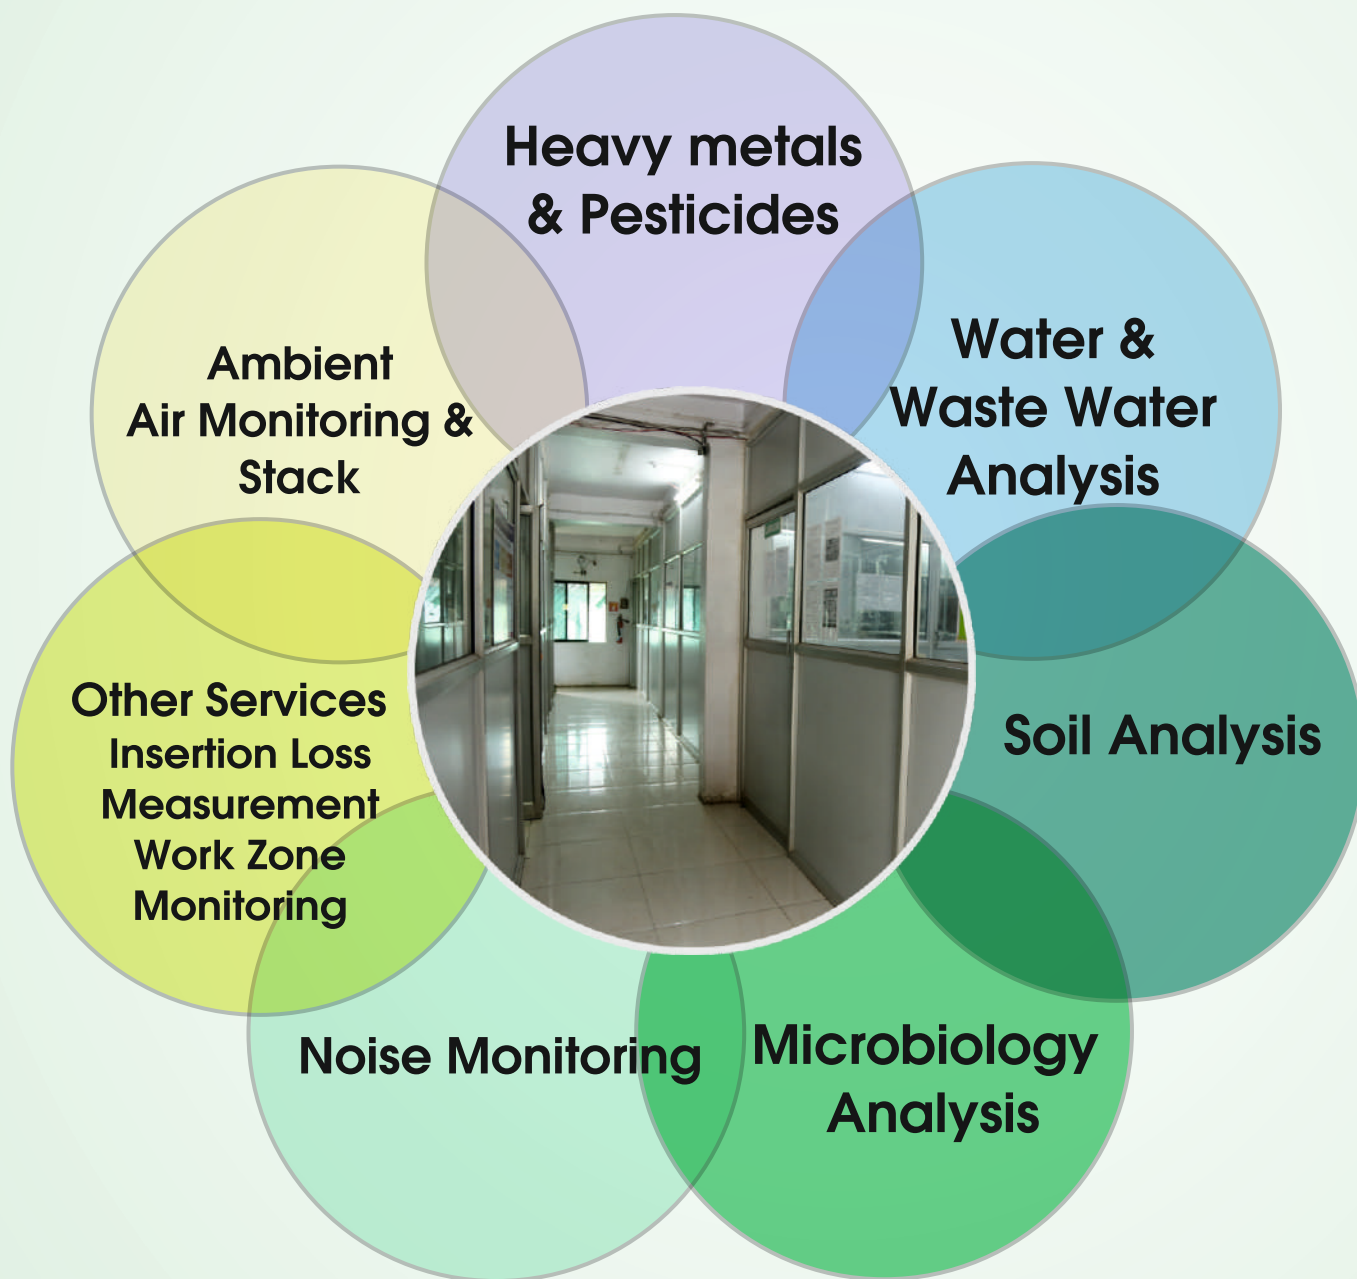 Heavy metals
& Pesticides
Water &
Waste Water
Analysis
Soil Analysis
Microbiology
Analysis
Noise Monitoring
Other Services
Insertion Loss
Measurement
Work Zone
Monitoring
Ambient
Air Monitoring &
Stack